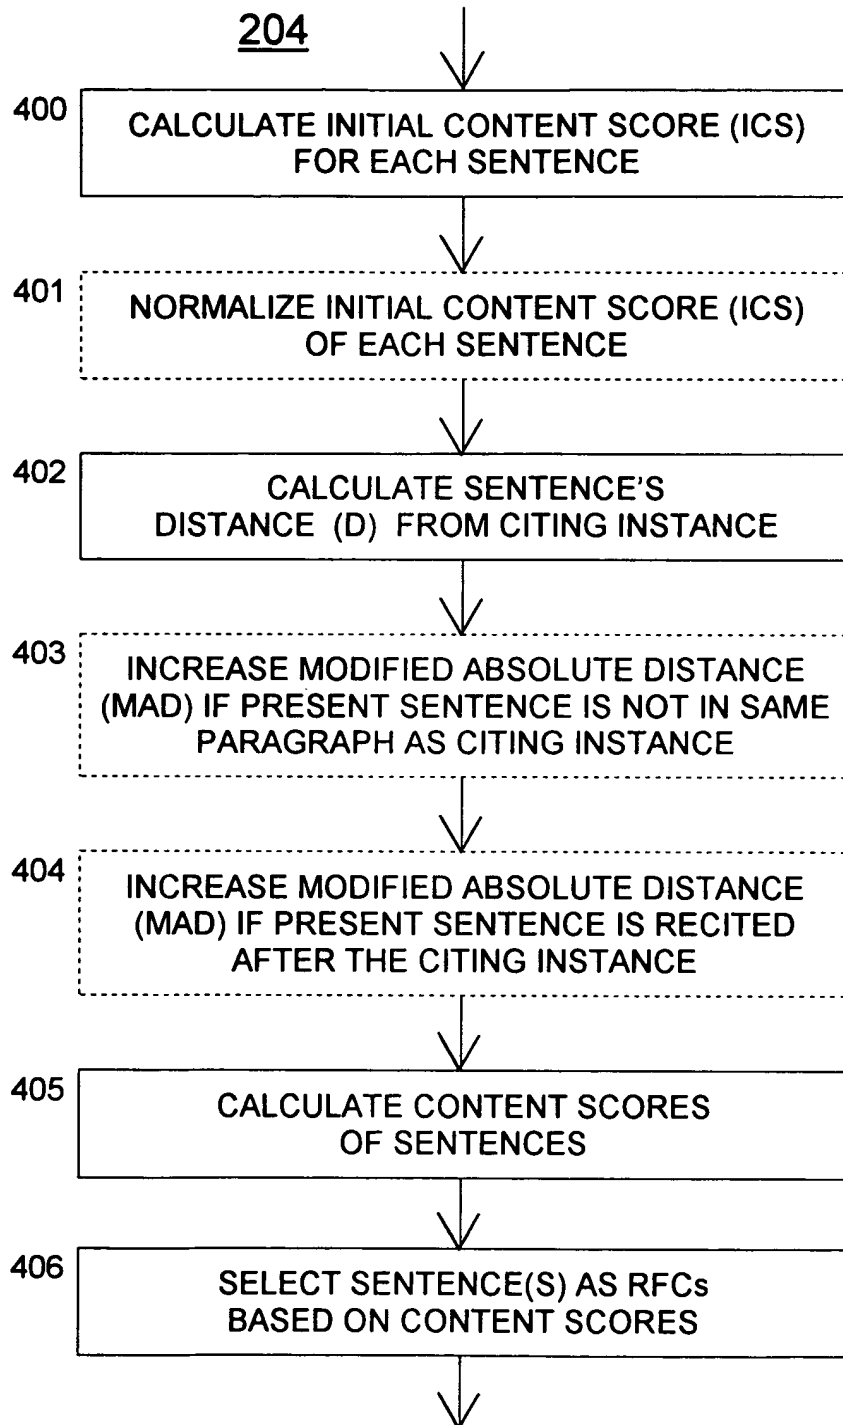 204
400
CALCULATE INITIAL CONTENT SCORE (ICS)
FOR EACH SENTENCE
401
NORMALIZE INITIAL CONTENT SCORE (ICS)
OF EACH SENTENCE
402
CALCULATE SENTENCE'S
DISTANCE (D) FROM CITING INSTANCE
403
INCREASE MODIFIED ABSOLUTE DISTANCE
(MAD) IF PRESENT SENTENCE IS NOT IN SAME
PARAGRAPH AS CITING INSTANCE
404
INCREASE MODIFIED ABSOLUTE DISTANCE
(MAD) IF PRESENT SENTENCE IS RECITED
AFTER THE CITING INSTANCE
405
CALCULATE CONTENT SCORES
OF SENTENCES
406
SELECT SENTENCE(S) AS RFCs
BASED ON CONTENT SCORES